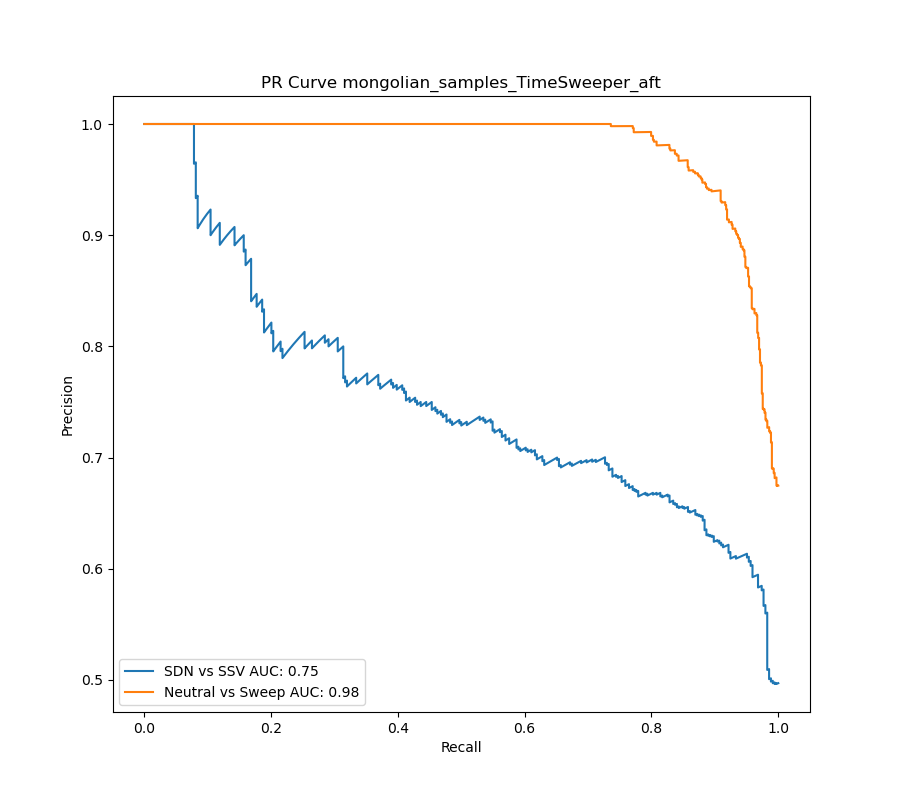 PR Curve mongolian_samples_TimeSweeper_aft
1.0
0.9
0.8
0.7
0.6
0.5
Precision
SDN vs SSV AUC: 0.75
Neutral vs Sweep AUC: 0.98
0.0 0.2 0.4 0.6 0.8 1.0
Recall